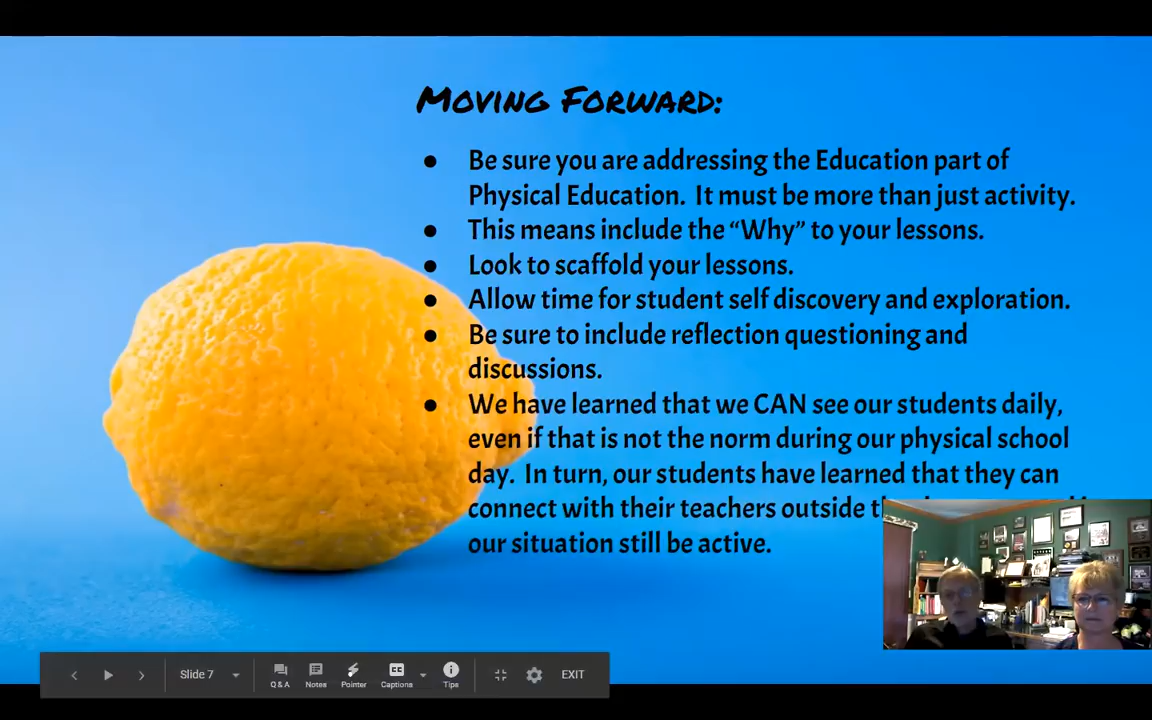 Moving Forward:
● Be sure you are addressing the Education part of
Physical Education. It must be more than just activity.
● This means include the “Why” to your lessons.
● Look to scaffold your lessons.
● Allow time for student self discovery and exploration.
● Be sure to include reflection questioning and
discussions.
● We have learned that we CAN see our students daily,
even if that is not the norm during our physical school
day. In turn, our students have learned that they can
connect with their teachers outside
our situation still be active.
Slide 7 Q & A Notes Pointer CC Captions Tips EXIT